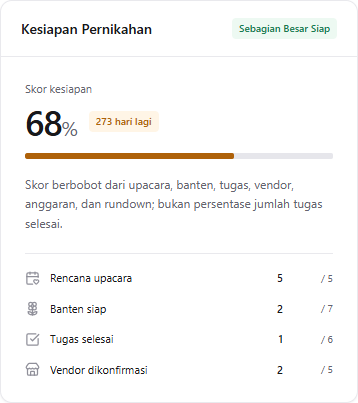 Kesiapan Pernikahan
Sebagian Besar Siap
Skor kesiapan
68%
273 hari lagi
Skor berbobot dari upacara, banten, tugas, vendor,
anggaran, dan rundown; bukan persentase jumlah tugas
selesai.
Rencana upacara 5 / 5
Banten siap 2 / 7
Tugas selesai 1 / 6
Vendor dikonfirmasi 2 / 5